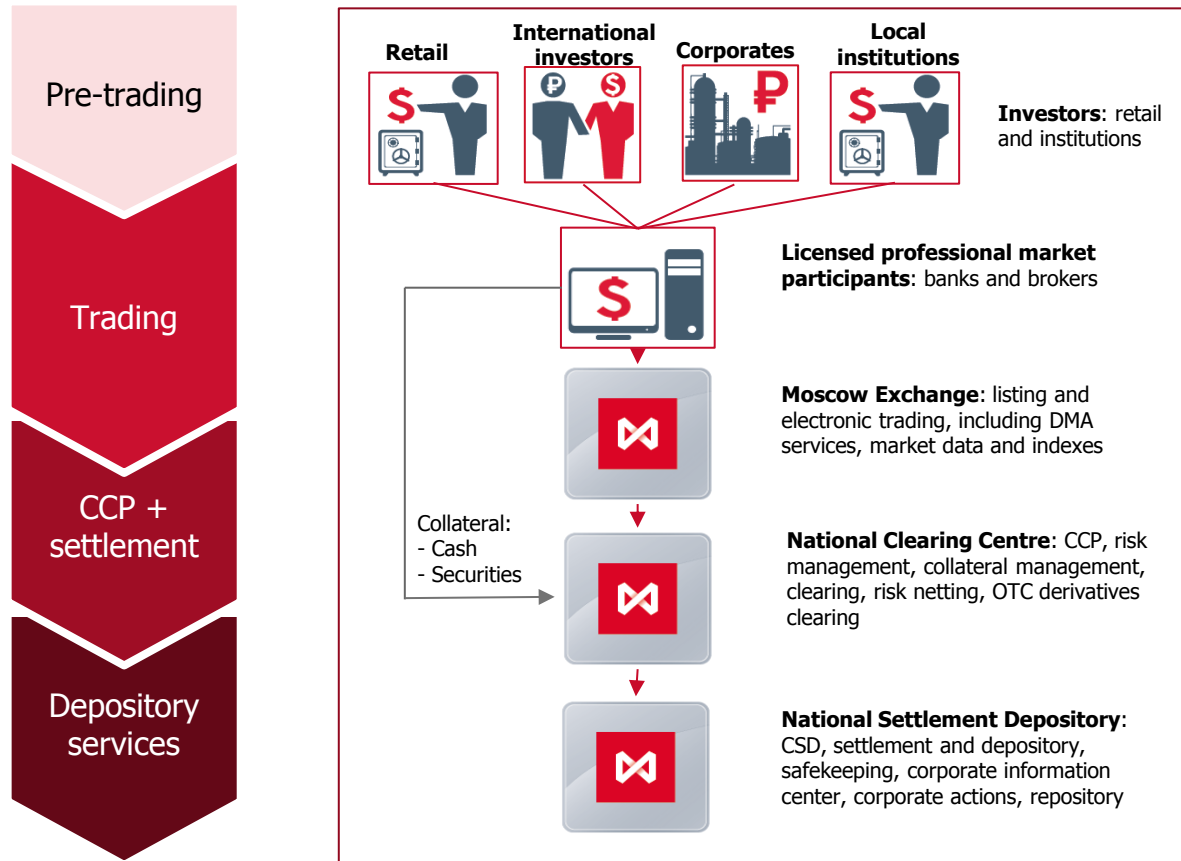 Pre-trading
Trading
CCP +
settlement
Depository
services
Retail
International
investors
Corporates
Local
institutions
$
₽
$
₽
$
Investors: retail
and institutions
$
Licensed professional market
participants: banks and brokers
Moscow Exchange: listing and
electronic trading, including DMA
services, market data and indexes
Collateral:
- Cash
- Securities
National Clearing Centre: CCP, risk
management, collateral management,
clearing, risk netting, OTC derivatives
clearing
National Settlement Depository:
CSD, settlement and depository,
safekeeping, corporate information
center, corporate actions, repository